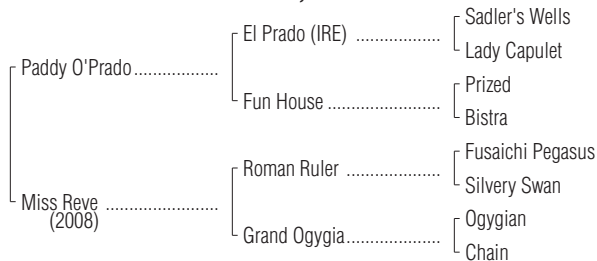 Sadler's Wells
El Prado (IRE) ..................
Lady Capulet
Paddy O'Prado..................
Prized
Fun House ........................
Bistra
Fusaichi Pegasus
Roman Ruler ....................
Silvery Swan
Miss Reve ........................
(2008)
Ogygian
Grand Ogygia....................
Chain